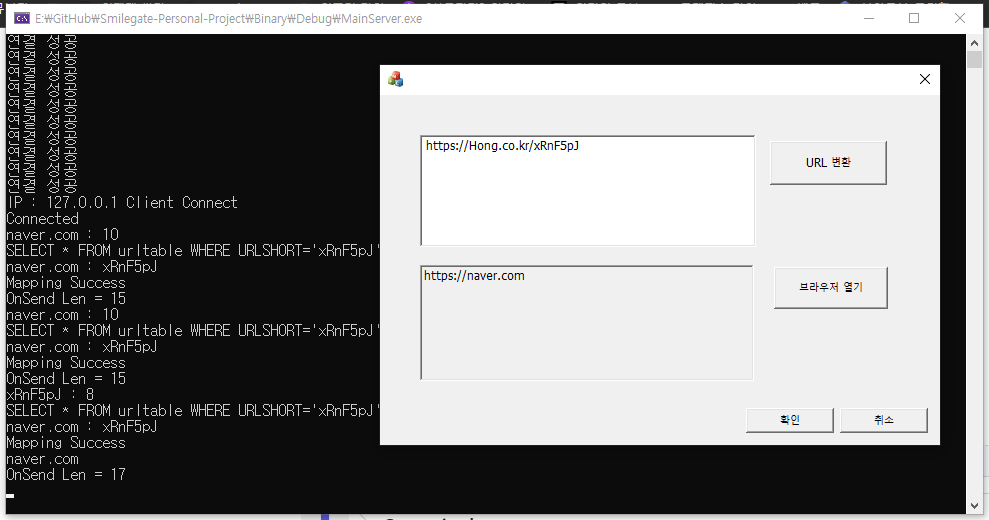 E:₩GitHub₩Smilegate-Personal-Project₩Binary₩Debug₩MainServer.exe
연결 성공
연결 성공
연결 성공
연결 성공
연결 성공
연결 성공
연결 성공
연결 성공
연결 성공
연결 성공
IP : 127.0.0.1 Client Connect
Connected
naver.com : 10
SELECT * FROM urltable WHERE URLSHORT='xRnF5pJ'
naver.com : xRnF5pJ
Mapping Success
OnSend Len = 15
naver.com : 10
SELECT * FROM urltable WHERE URLSHORT='xRnF5pJ'
naver.com : xRnF5pJ
Mapping Success
OnSend Len = 15
xRnF5pJ : 8
SELECT * FROM urltable WHERE URLSHORT='xRnF5pJ'
naver.com : xRnF5pJ
Mapping Success
naver.com
OnSend Len = 17
https://Hong.co.kr/xRnF5pJ
URL 변환
https://naver.com
브라우저 열기
확인
취소